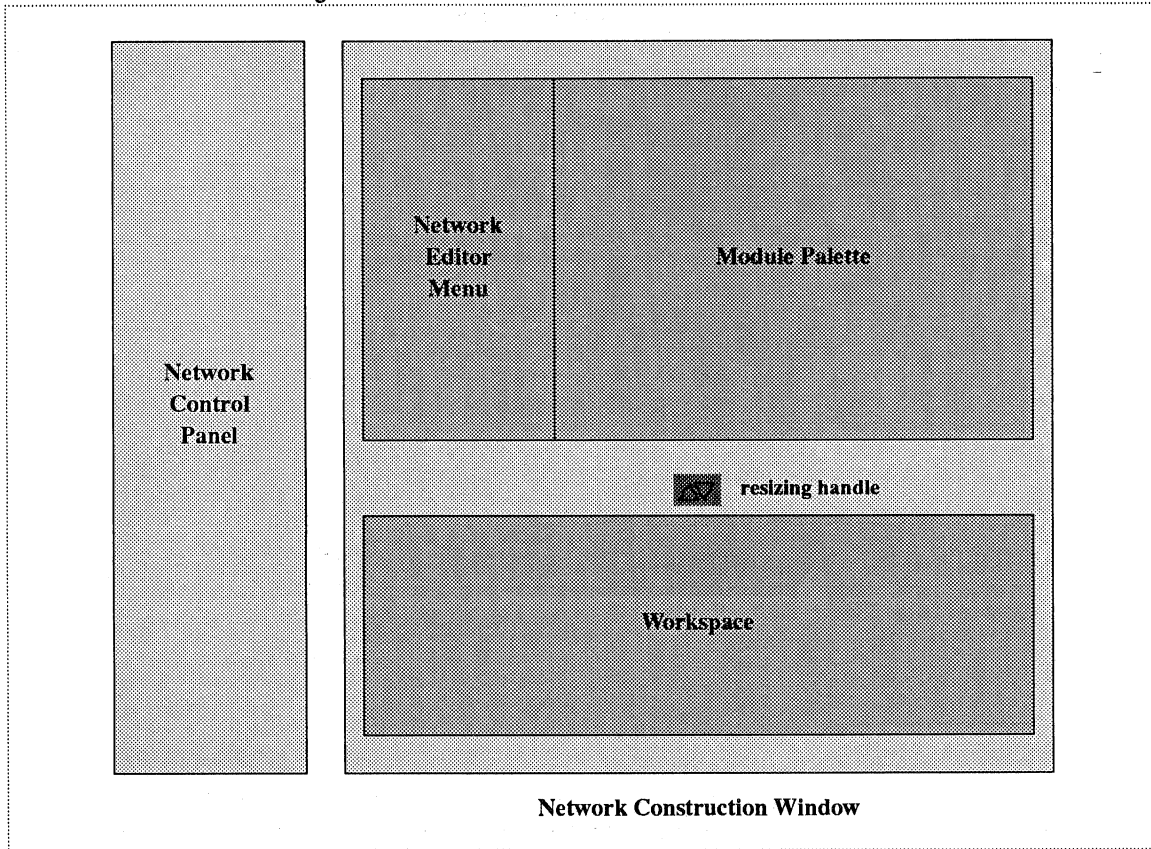 Network
Control
Panel
Network
Editor
Menu
Module Palette
resizing handle
Workspace
Network Construction Window